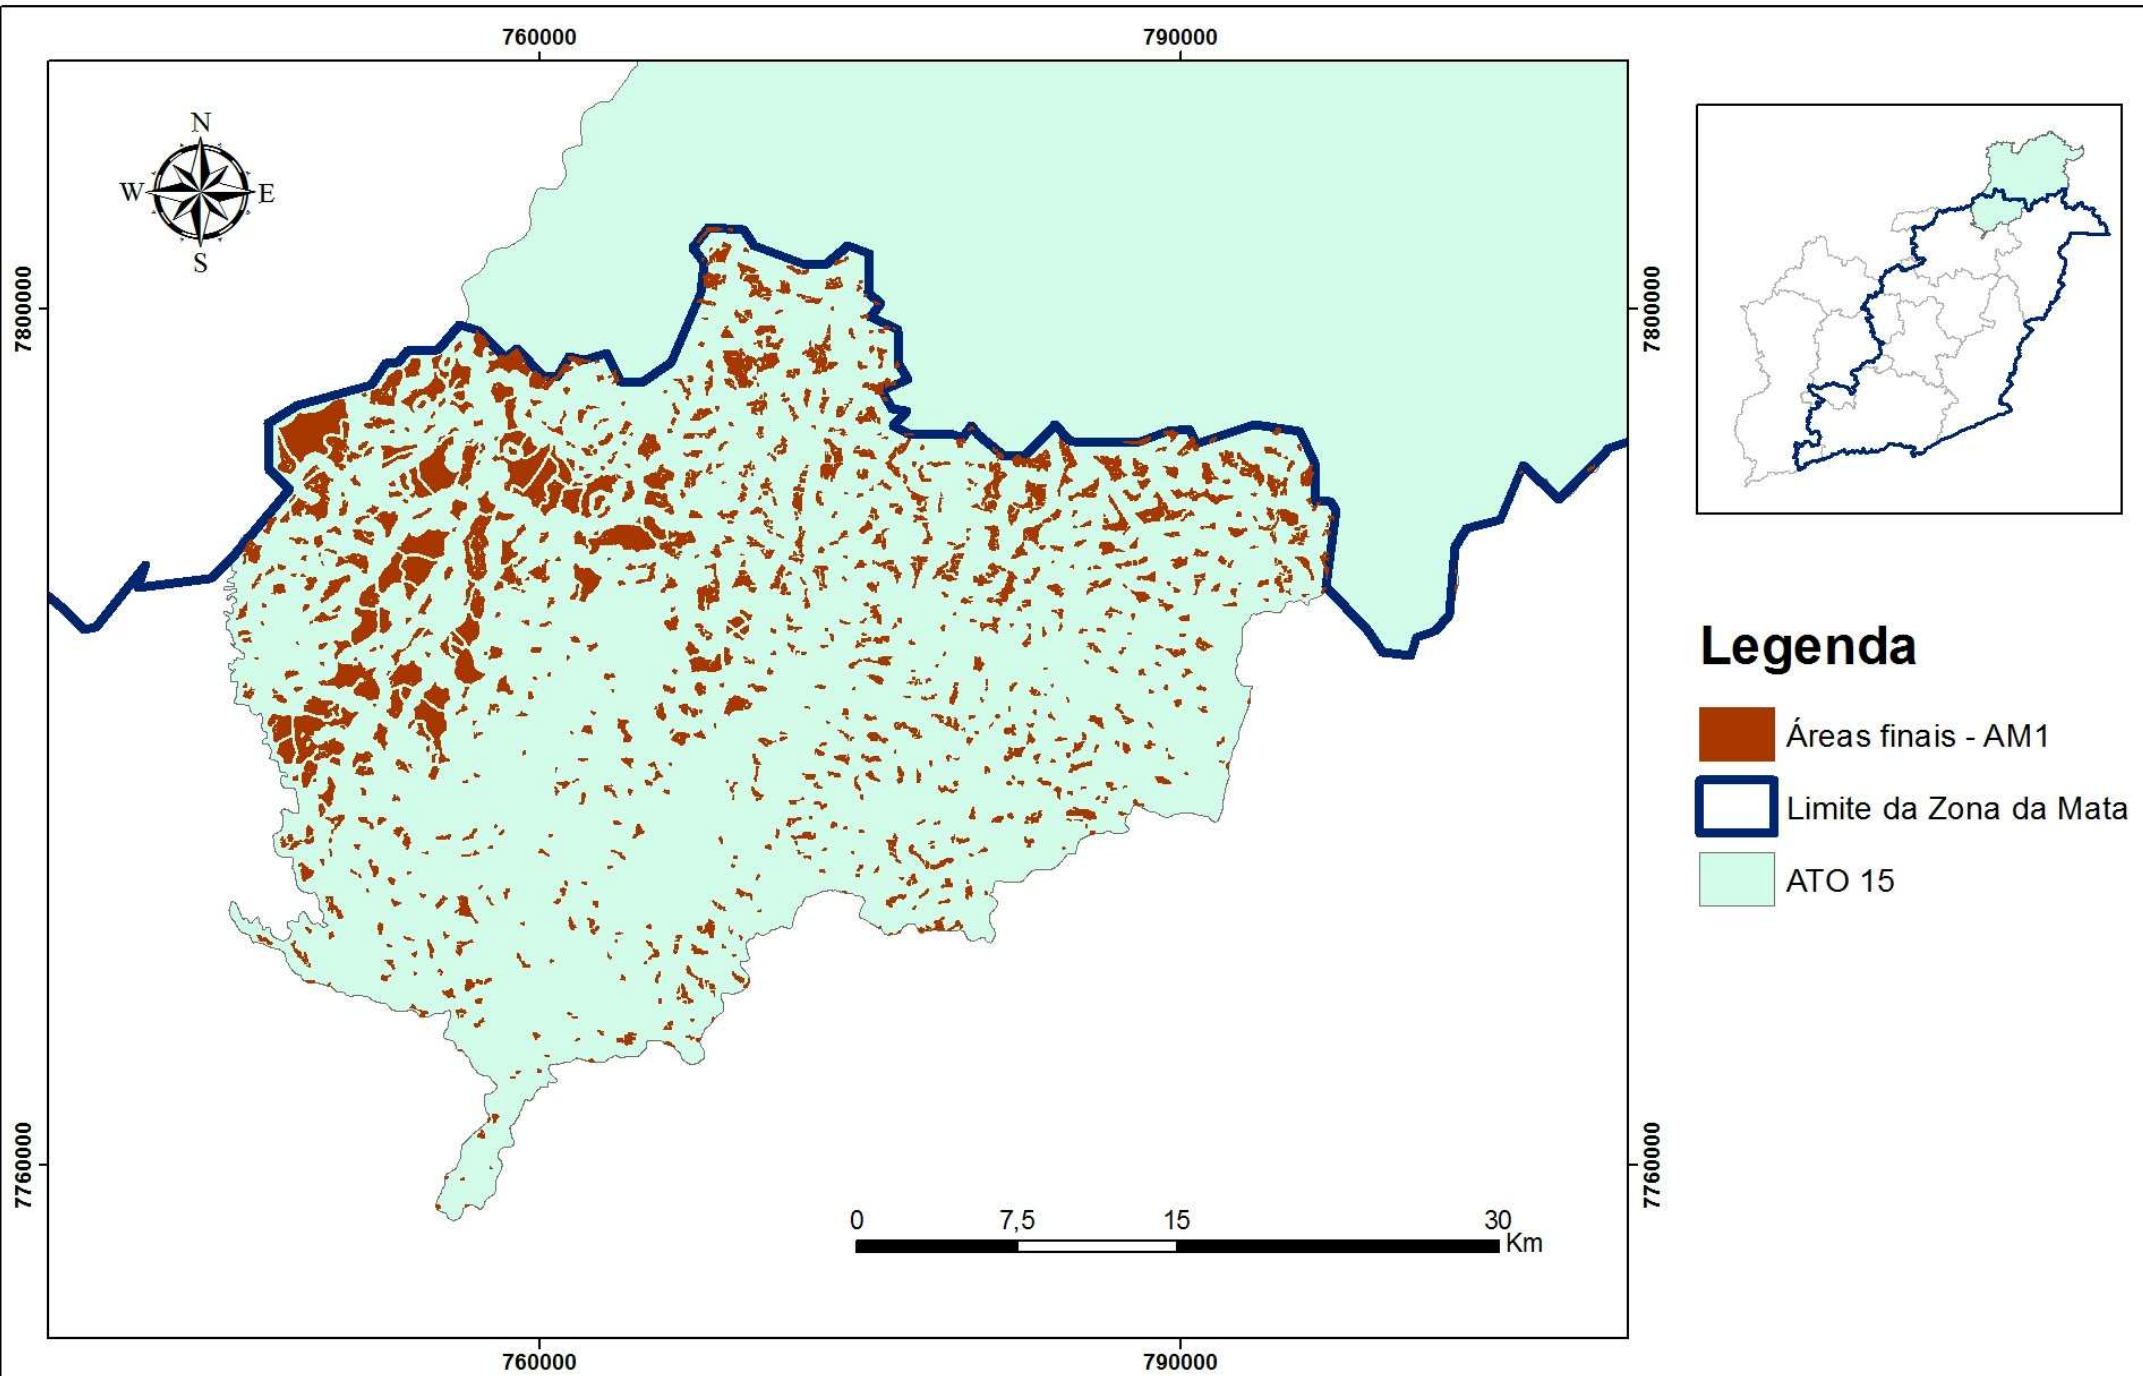 760000
790000
N
W
E
S
7800000
7800000
Legenda
Áreas finais - AM1
Limite da Zona da Mata
ATO 15
7760000
7760000
0 7,5 15 30
Km
760000
790000